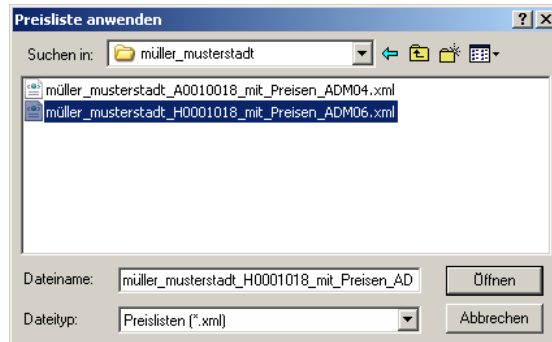 Preisliste anwenden
Suchen in: müller_musterstadt
müller_musterstadt_A0010018_mit_Preisen_ADM04.xml
müller_musterstadt_H0001018_mit_Preisen_ADM06.xml
Dateiname: müller_musterstadt_H0001018_mit_Preisen_AD Öffnen
Dateityp: Preislisten (*.xml) Abbrechen